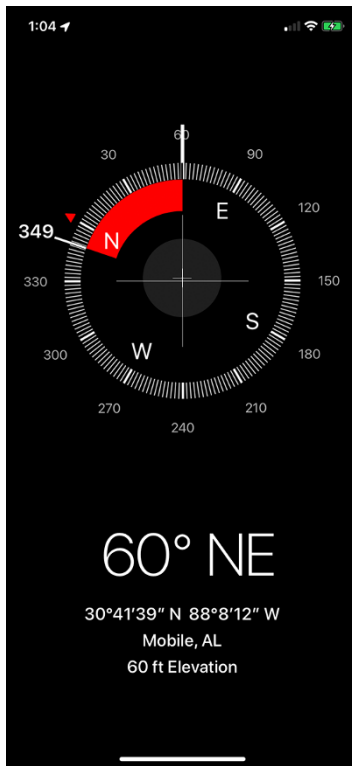 1:04
60
30
90
120
349
N
E
330
150
S
W
300
180
270
210
240
60° NE
30°41'39" N 88°8'12" W
Mobile, AL
60 ft Elevation